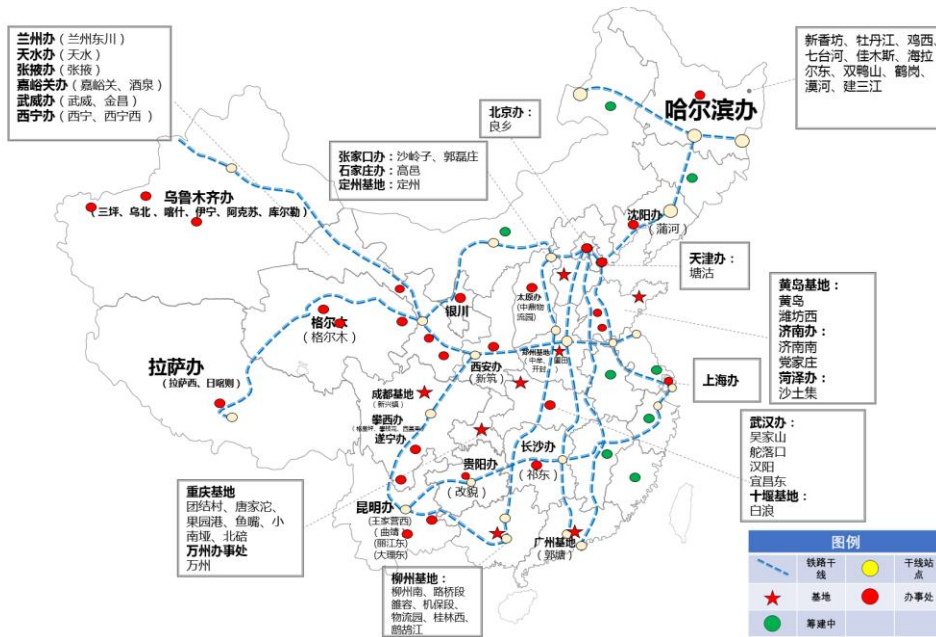 兰州办（兰州东川）
天水办（天水）
张掖办（张掖）
嘉峪关办（嘉峪关、酒泉）
武威办（武威、金昌）
西宁办（西宁、西宁西）
北京办：
良乡
张家口办：沙岭子、郭磊庄
石家庄办：高邑
定州基地：定州
哈尔滨办
新香坊、牡丹江、鸡西、
七台河、佳木斯、海拉
尔东、双鸭山、鹤岗、
漠河、建三江
乌鲁木齐办
（三坪、乌北、喀什、伊宁、阿克苏、库尔勒）
沈阳办
（蒲河）
天津办：
塘沽
黄岛基地：
黄岛
潍坊西
济南办：
济南南
党家庄
菏泽办：
沙土集
格尔木
（格尔木）
银川
太原办
（中鼎物
流园）
拉萨办
（拉萨西、日喀则）
西安办
（新筑）
郑州基地
（中牟、
开封）
上海办
成都基地
（新兴镇）
攀西办
遂宁办
武汉办：
吴家山
舵落口
汉阳
宜昌东
十堰基地：
白浪
长沙办
（祁东）
贵阳办
（改貌）
重庆基地
团结村、唐家沱、
果园港、鱼嘴、小
南垭、北碚
万州办事处
万州
昆明办
（王家营西）
（曲靖）
（丽江东）
（大理东）
广州基地
（郭塘）
柳州基地：
柳州南、路桥段
雒容、机保段、
物流园、桂林西、
鹧鸪江
图例
铁路干
线
干线站
点
基地
办事处
筹建中